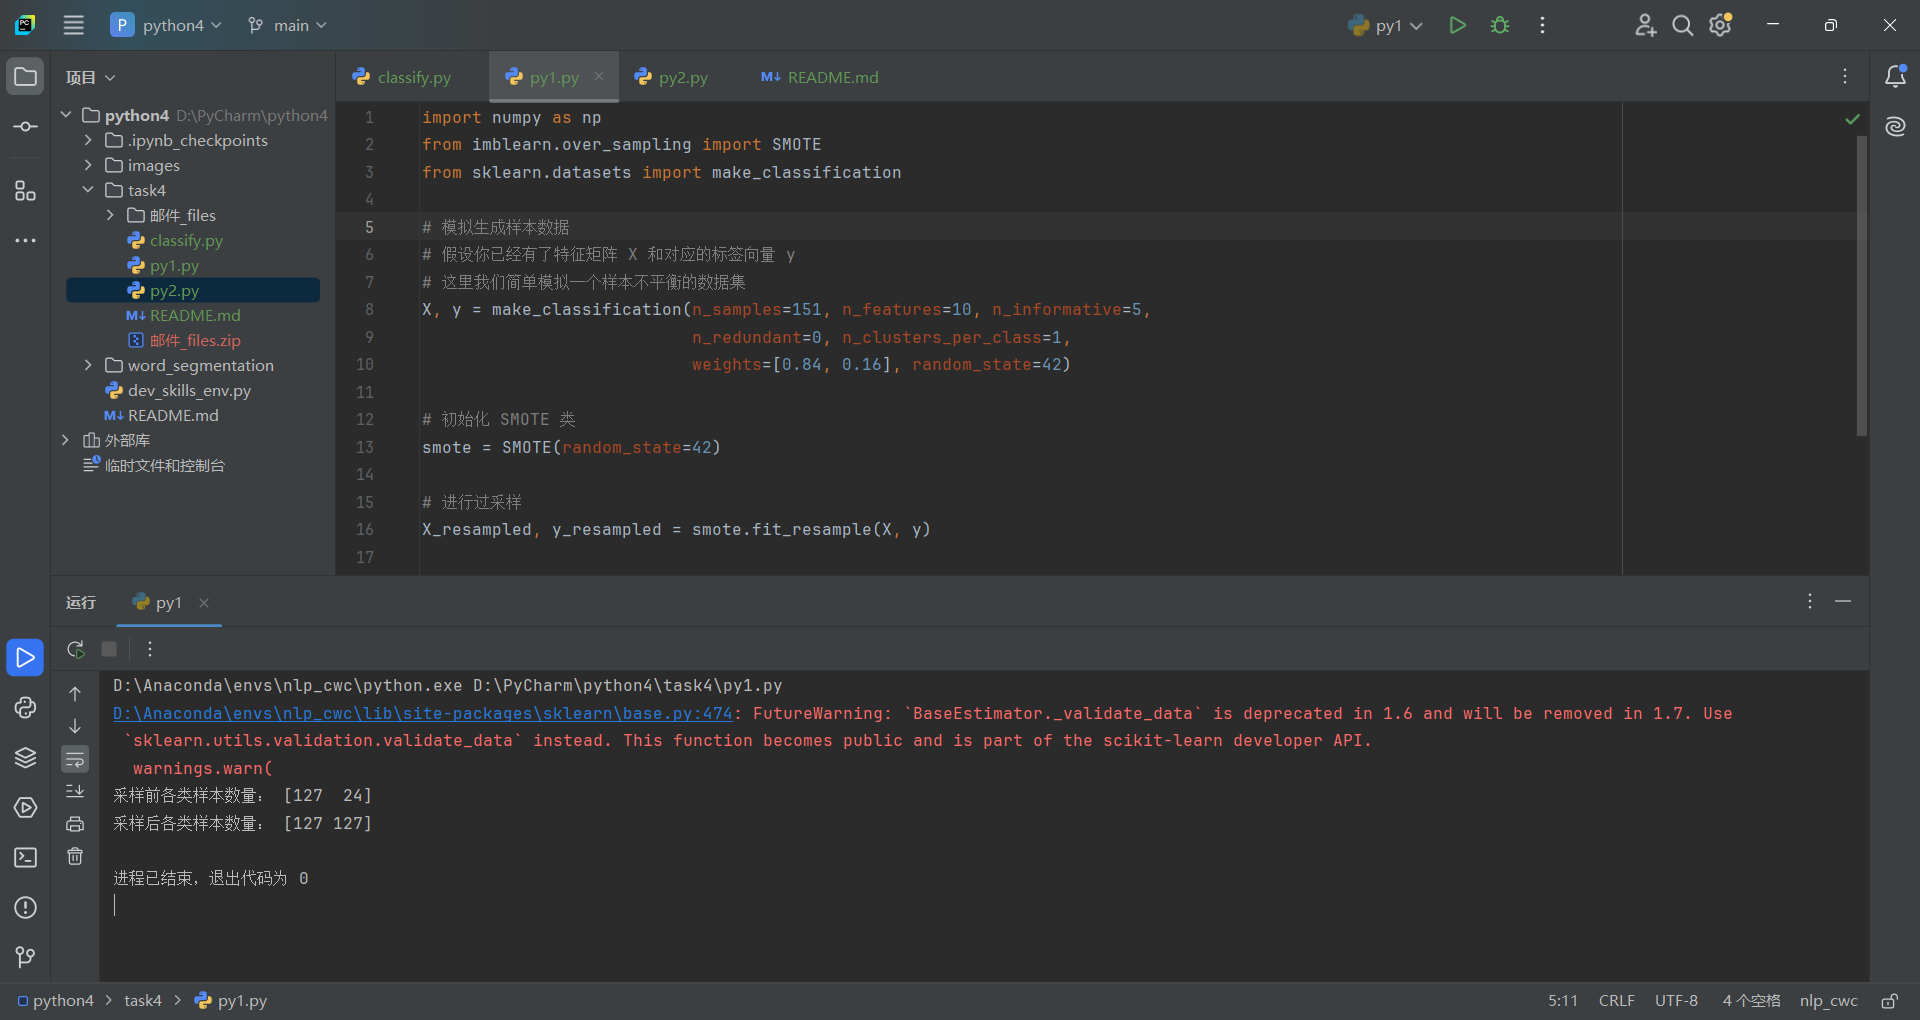 P python4 main py1
项目
python4 D:\PyCharm\python4
.ipynb_checkpoints
images
task4
邮件_files
classify.py
py1.py
py2.py
README.md
邮件_files.zip
word_segmentation
dev_skills_env.py
README.md
外部库
临时文件和控制台
classify.py py1.py py2.py README.md
1 import numpy as np
2 from imblearn.over_sampling import SMOTE
3 from sklearn.datasets import make_classification
4
5 # 模拟生成样本数据
6 # 假设你已经有了特征矩阵 X 和对应的标签向量 y
7 # 这里我们简单模拟一个样本不平衡的数据集
8 X, y = make_classification(n_samples=151, n_features=10, n_informative=5,
9 n_redundant=0, n_clusters_per_class=1,
10 weights=[0.84, 0.16], random_state=42)
11
12 # 初始化 SMOTE 类
13 smote = SMOTE(random_state=42)
14
15 # 进行过采样
16 X_resampled, y_resampled = smote.fit_resample(X, y)
17
运行 py1
D:\Anaconda\envs\nlp_cwc\python.exe D:\PyCharm\python4\task4\py1.py
D:\Anaconda\envs\nlp_cwc\lib\site-packages\sklearn\base.py:474: FutureWarning: `BaseEstimator._validate_data` is deprecated in 1.6 and will be removed in 1.7. Use
`sklearn.utils.validation.validate_data` instead. This function becomes public and is part of the scikit-learn developer API.
warnings.warn(
采样前各类样本数量： [127  24]
采样后各类样本数量： [127 127]
进程已结束，退出代码为 0
python4 > task4 > py1.py
5:11 CRLF UTF-8 4 个空格 nlp_cwc